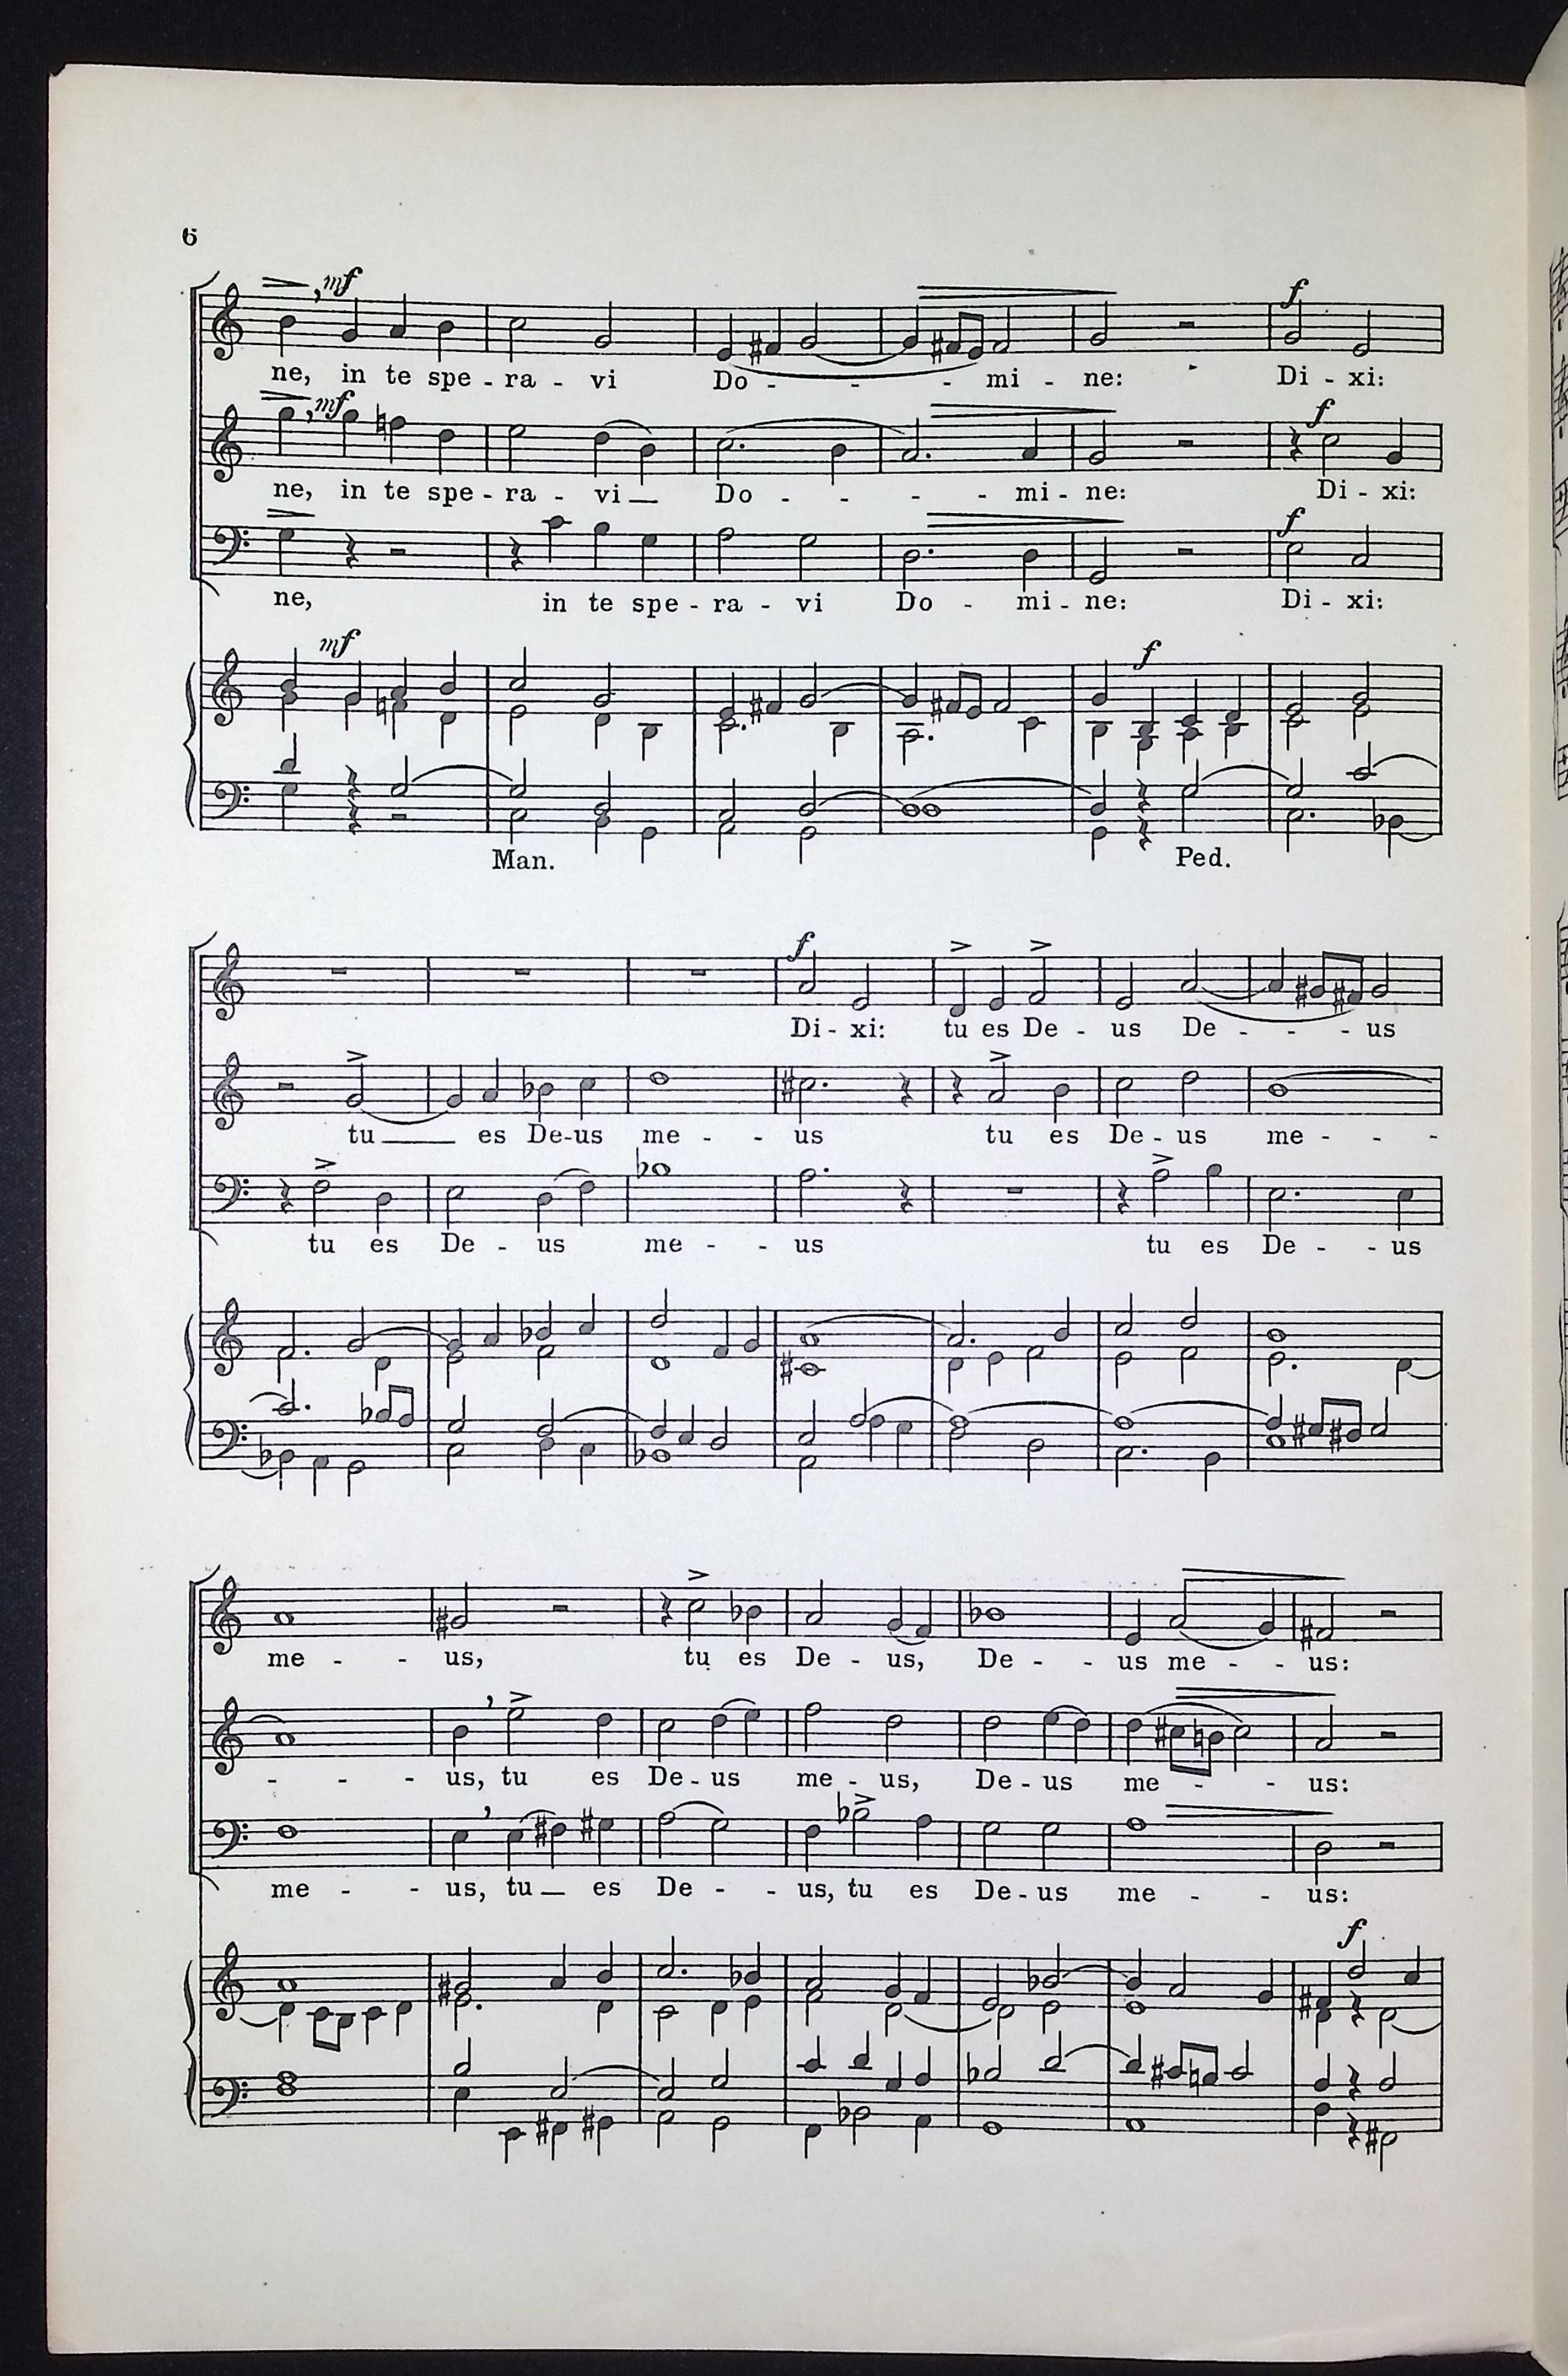 6
mf
ne, in te spe - ra - vi Do - - - mi - ne: Di - xi:
f
mf
ne, in te spe - ra - vi Do - - - - mi - ne: Di - xi:
f
ne, in te spe - ra - vi Do - mi - ne: Di - xi:
f
mf
f
Man. Ped.
f
Di - xi: tu es De - us De - - - us
tu es De-us me - - us tu es De - us me - - -
tu es De - us me - - us tu es De - - us
me - - us, tu es De - us, De - - us me - - us:
- - - us, tu es De - us me - us, De - us me - - us:
me - - us, tu es De - - us, tu es De - us me - - us:
f